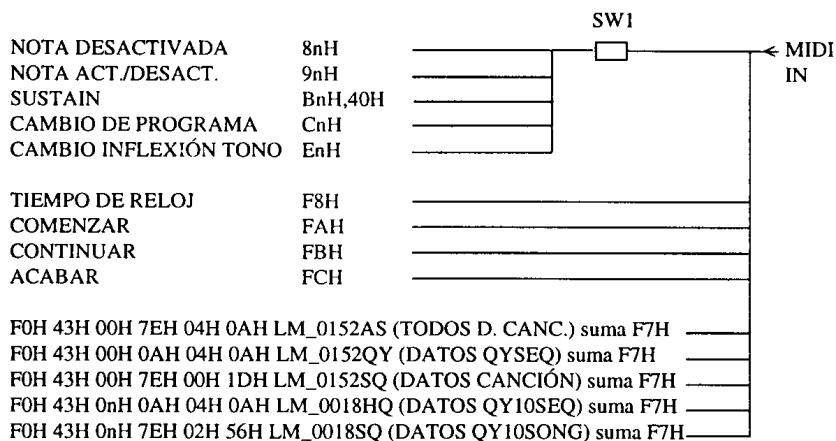 SW1
NOTA DESACTIVADA 8nH
MIDI IN
NOTA ACT./DESACT. 9nH
SUSTAIN BnH,40H
CAMBIO DE PROGRAMA CnH
CAMBIO INFLEXIÓN TONO EnH
TIEMPO DE RELOJ F8H
COMENZAR FAH
CONTINUAR FBH
ACABAR FCH
F0H 43H 00H 7EH 04H 0AH LM_0152AS (TODOS D. CANC.) suma F7H
F0H 43H 00H 0AH 04H 0AH LM_0152QY (DATOS QYSEQ) suma F7H
F0H 43H 00H 7EH 00H 1DH LM_0152SQ (DATOS CANCIÓN) suma F7H
F0H 43H 0nH 0AH 04H 0AH LM_0018HQ (DATOS QY10SEQ) suma F7H
F0H 43H 0nH 7EH 02H 56H LM_0018SQ (DATOS QY10SONG) suma F7H